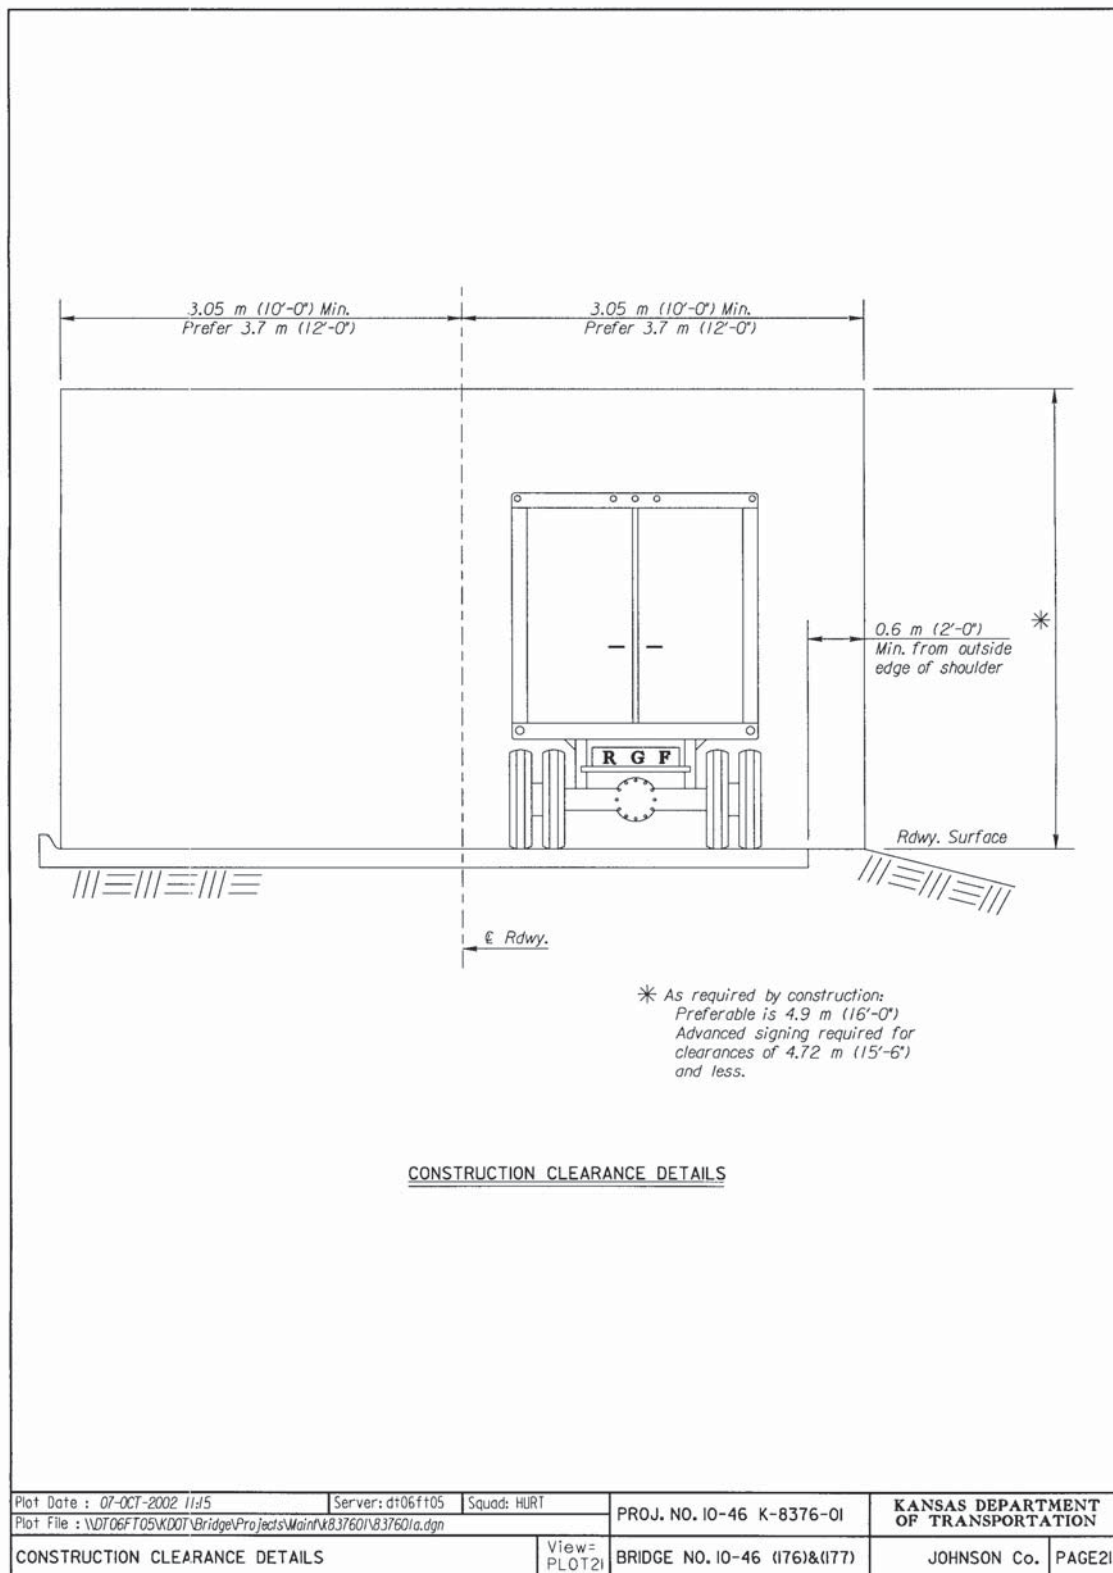 3.05 m (10'-0") Min.
Prefer 3.7 m (12'-0")
3.05 m (10'-0") Min.
Prefer 3.7 m (12'-0")
0.6 m (2'-0")
Min. from outside
edge of shoulder
*
R G F
Rdwy. Surface
℄ Rdwy.
* As required by construction:
Preferable is 4.9 m (16'-0")
Advanced signing required for
clearances of 4.72 m (15'-6")
and less.
CONSTRUCTION CLEARANCE DETAILS
Plot Date : 07-OCT-2002 11:15
Server: dt06ft05
Squad: HURT
Plot File : \\DT06FT05\KDOT\Bridge\Projects\Maint\k837601\837601a.dgn
CONSTRUCTION CLEARANCE DETAILS
View=
PLOT21
PROJ. NO. 10-46 K-8376-01
BRIDGE NO. 10-46 (176)&(177)
KANSAS DEPARTMENT
OF TRANSPORTATION
JOHNSON Co.
PAGE21